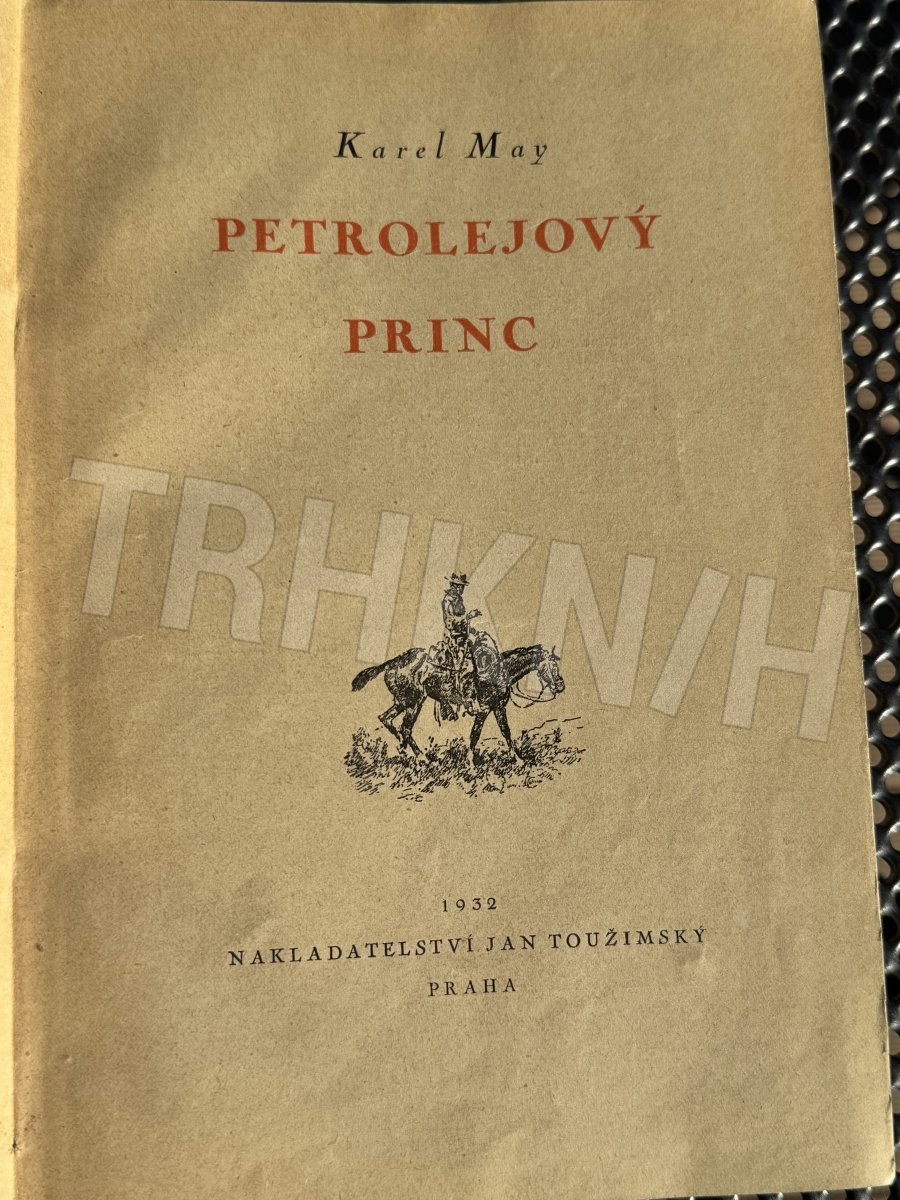 Karel May
PETROLEJOVÝ
PRINC
TRHKNIH
1932
NAKLADATELSTVÍ JAN TOUŽIMSKÝ
PRAHA